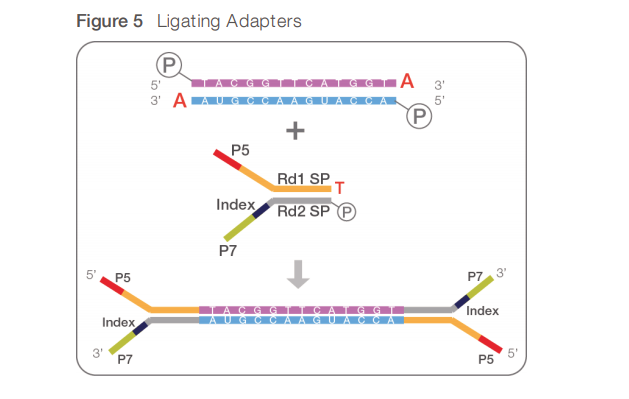 Figure 5 Ligating Adapters
P
5' T A C G G T T C A T G G T A 3'
3' A A U G C C A A G U A C C A 5'
P
+
P5
Rd1 SP T
Index Rd2 SP P
P7
5' P5 P7 3'
Index Index
T A C G G T T C A T G G T
A U G C C A A G U A C C A
3' P7 P5 5'